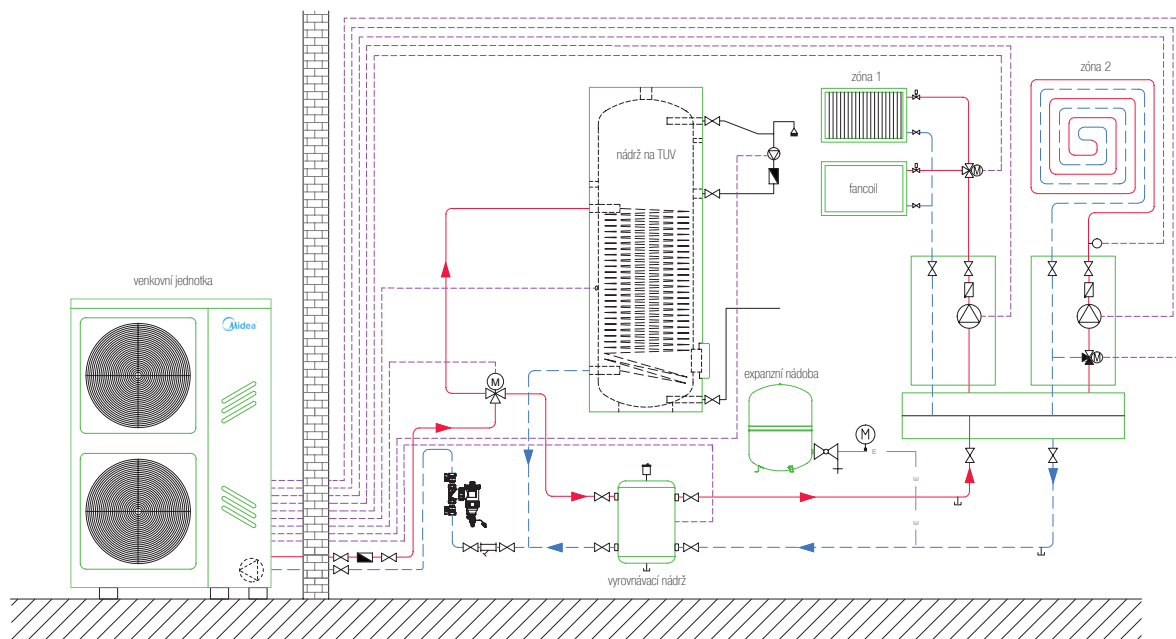 zóna 1
zóna 2
nádrž na TUV
fancoil
venkovní jednotka
Midea
M
M
M
expanzní nádoba
M
E
E
E
vyrovnávací nádrž